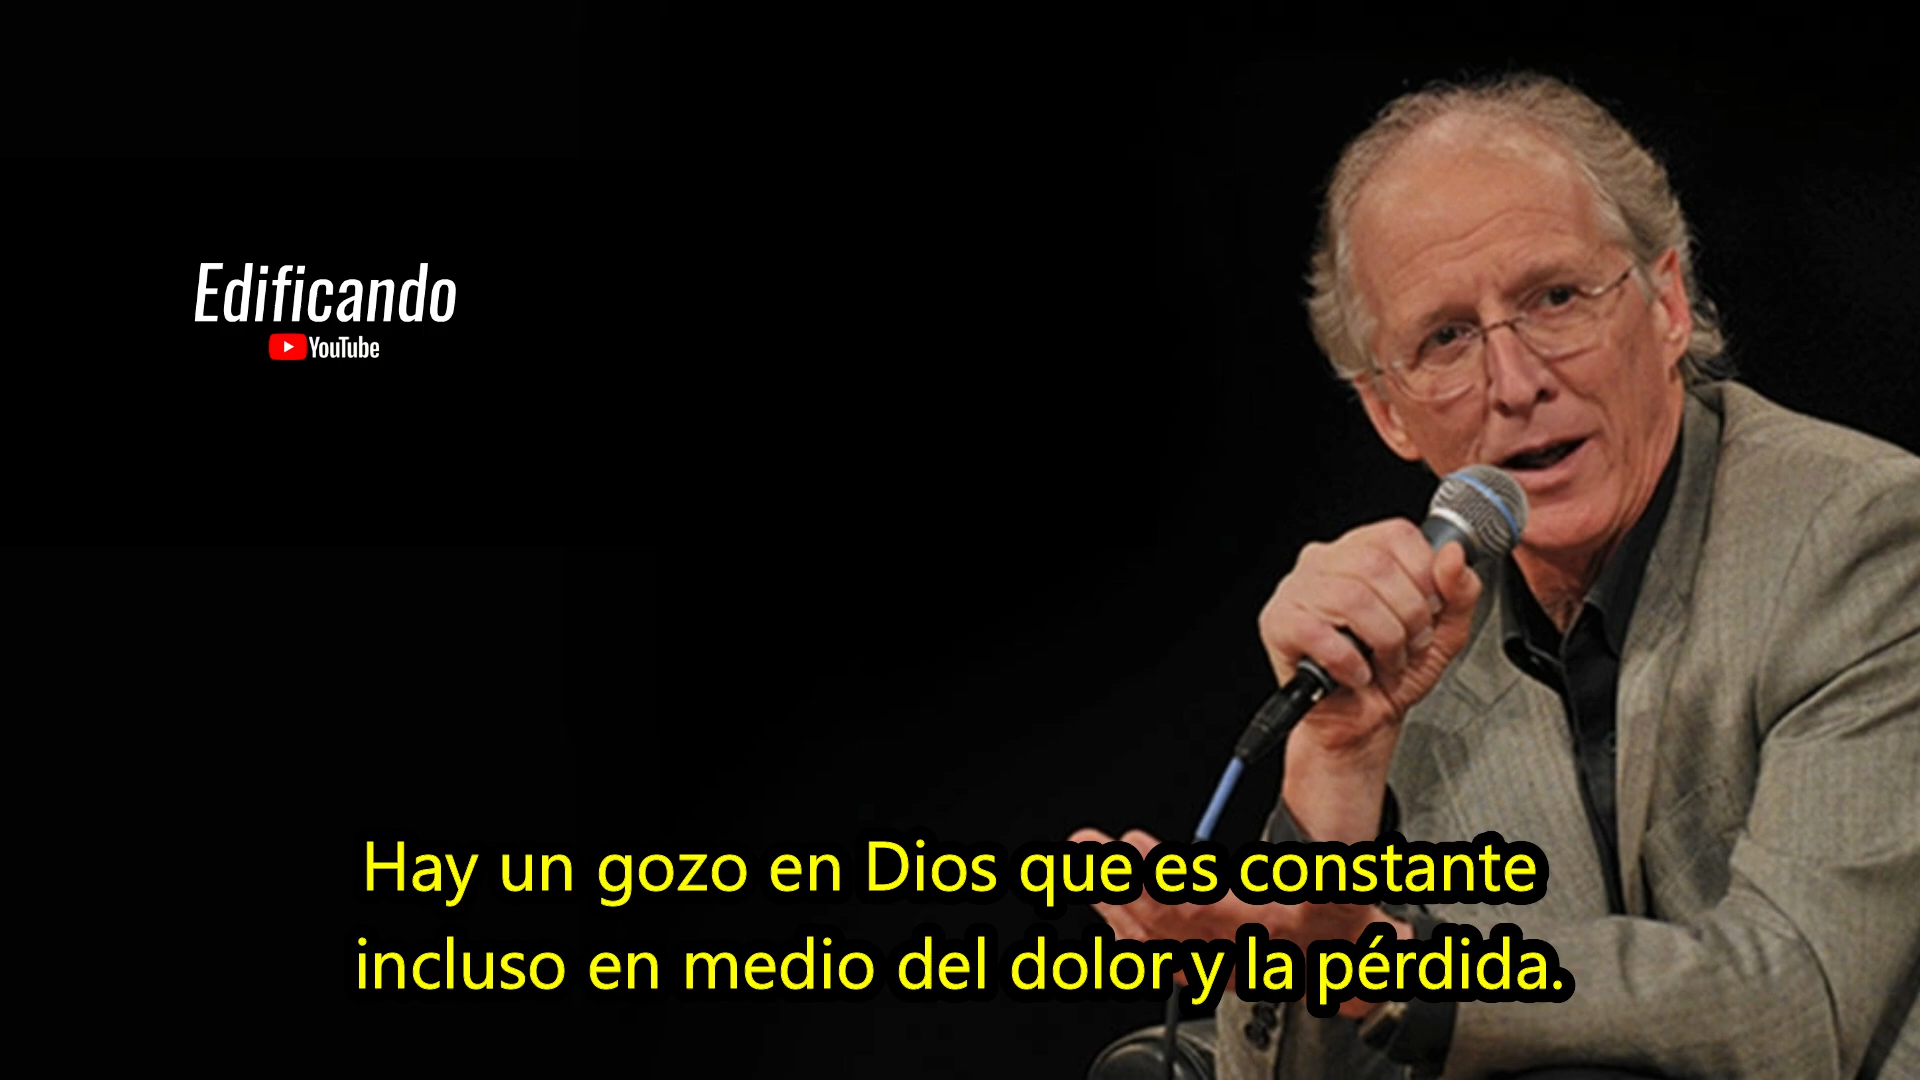 Edificando
YouTube
Hay un gozo en Dios que es constante
incluso en medio del dolor y la pérdida.